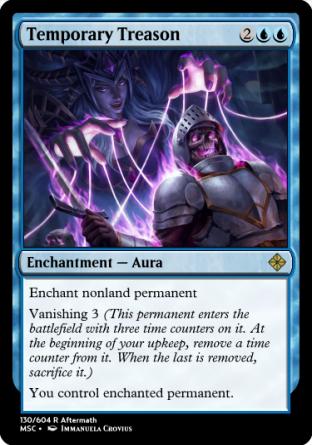 Temporary Treason 2
Enchantment — Aura
Enchant nonland permanent
Vanishing 3 (This permanent enters the
battlefield with three time counters on it. At
the beginning of your upkeep, remove a time
counter from it. When the last is removed,
sacrifice it.)
You control enchanted permanent.
130/604 R Aftermath
MSC • Immanuela Crovius